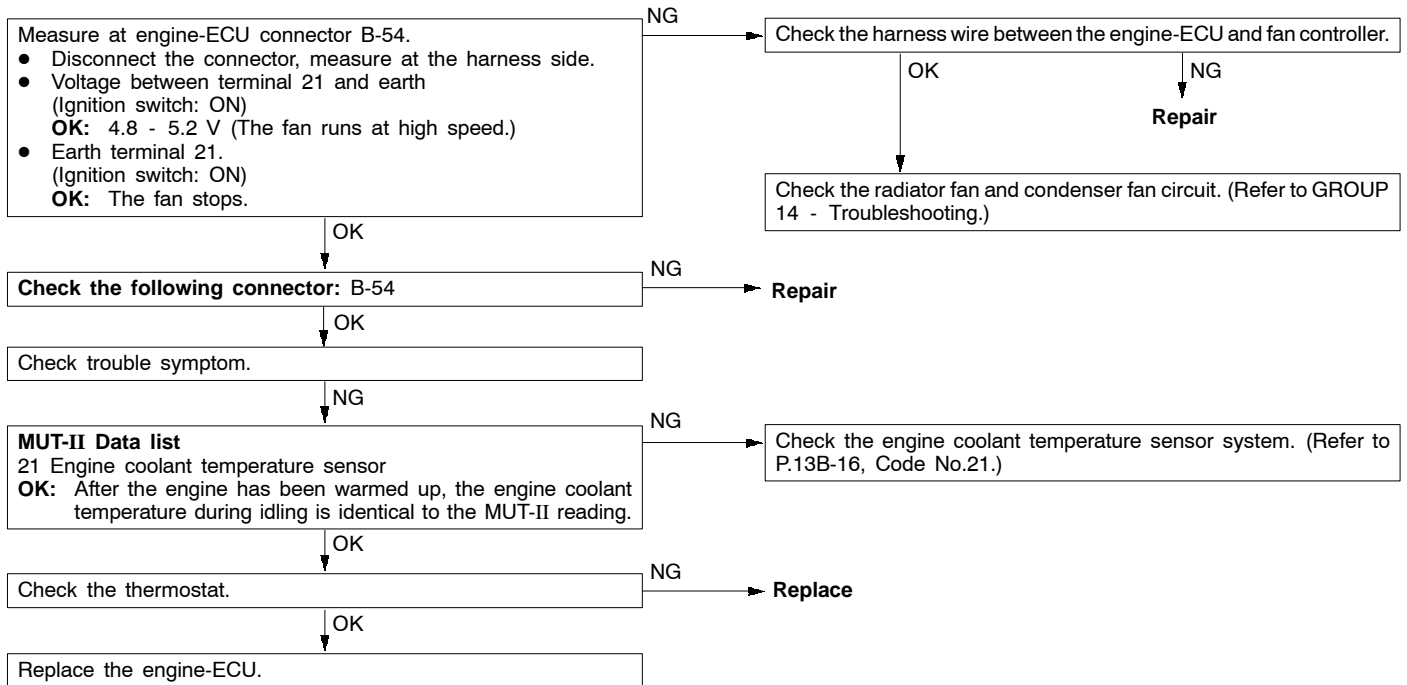 Measure at engine-ECU connector B-54.
● Disconnect the connector, measure at the harness side.
● Voltage between terminal 21 and earth
(Ignition switch: ON)
OK: 4.8 - 5.2 V (The fan runs at high speed.)
● Earth terminal 21.
(Ignition switch: ON)
OK: The fan stops.
NG
Check the harness wire between the engine-ECU and fan controller.
OK
NG
Repair
Check the radiator fan and condenser fan circuit. (Refer to GROUP
14 - Troubleshooting.)
OK
Check the following connector: B-54
NG
Repair
OK
Check trouble symptom.
NG
MUT-II Data list
21 Engine coolant temperature sensor
OK: After the engine has been warmed up, the engine coolant
temperature during idling is identical to the MUT-II reading.
NG
Check the engine coolant temperature sensor system. (Refer to
P.13B-16, Code No.21.)
OK
Check the thermostat.
NG
Replace
OK
Replace the engine-ECU.